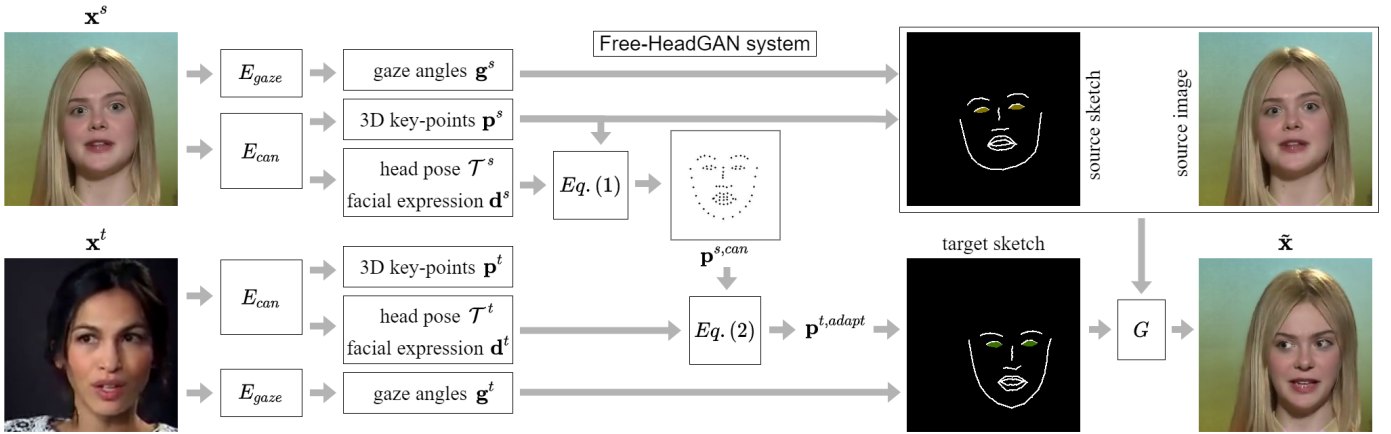 x^s
Free-HeadGAN system
E_gaze
gaze angles g^s
E_can
3D key-points p^s
head pose 𝒯^s
facial expression d^s
Eq. (1)
p^{s,can}
source sketch
source image
x^t
E_can
3D key-points p^t
head pose 𝒯^t
facial expression d^t
E_gaze
gaze angles g^t
Eq. (2)
p^{t,adapt}
target sketch
G
x̃